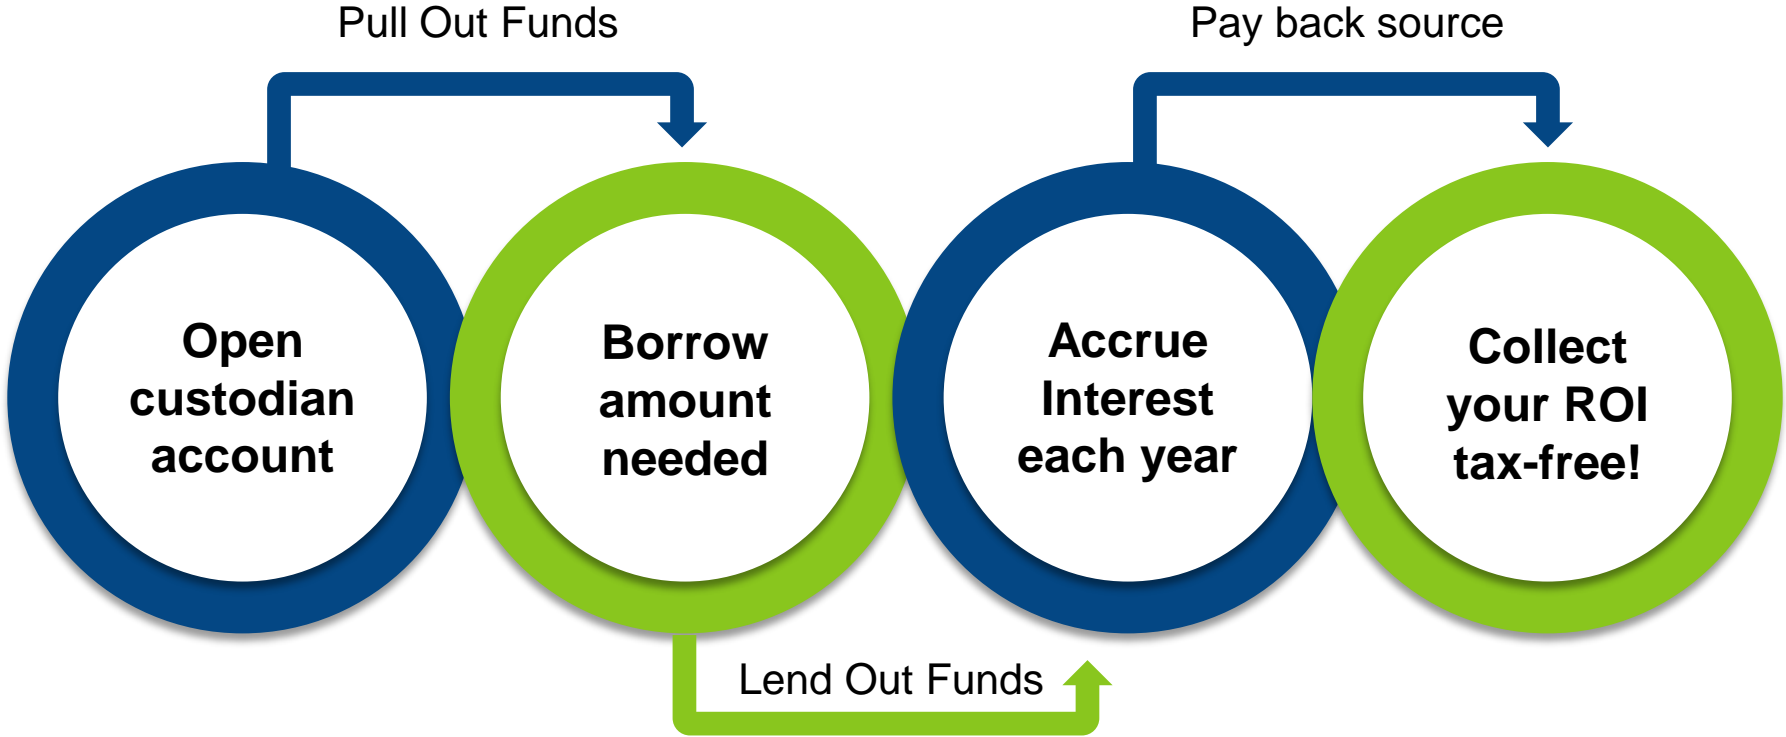 Pull Out Funds
Pay back source
Open
custodian
account
Borrow
amount
needed
Accrue
Interest
each year
Collect
your ROI
tax-free!
Lend Out Funds